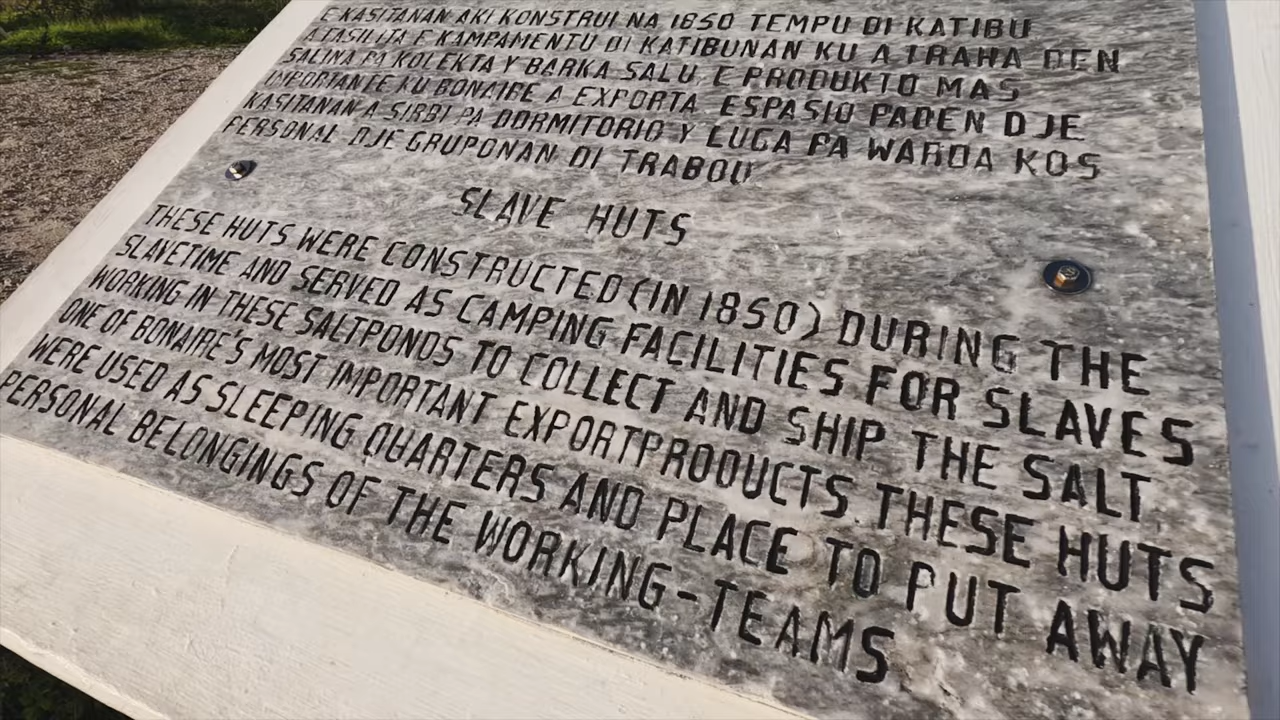 E KASITANAN AKI KONSTRUI NA 1850 TEMPU DI KATIBU
A FASILITA E KAMPAMENTU DI KATIBUNAN KU A TRAHA DEN
SALINA PA KOLEKTA Y BARKA SALU E PRODUKTO MAS
IMPORTANTE KU BONAIRE A EXPORTA. ESPASIO PADEN DJE
KASITANAN A SIRBI PA DORMITORIO Y LUGA PA WARDA KOS
PERSONAL DJE GRUPONAN DI TRABOU
SLAVE HUTS
THESE HUTS WERE CONSTRUCTED (IN 1850) DURING THE
SLAVETIME AND SERVED AS CAMPING FACILITIES FOR SLAVES
WORKING IN THESE SALTPONDS TO COLLECT AND SHIP THE SALT,
ONE OF BONAIRE'S MOST IMPORTANT EXPORTPRODUCTS. THESE HUTS
WERE USED AS SLEEPING QUARTERS AND PLACE TO PUT AWAY
PERSONAL BELONGINGS OF THE WORKING-TEAMS